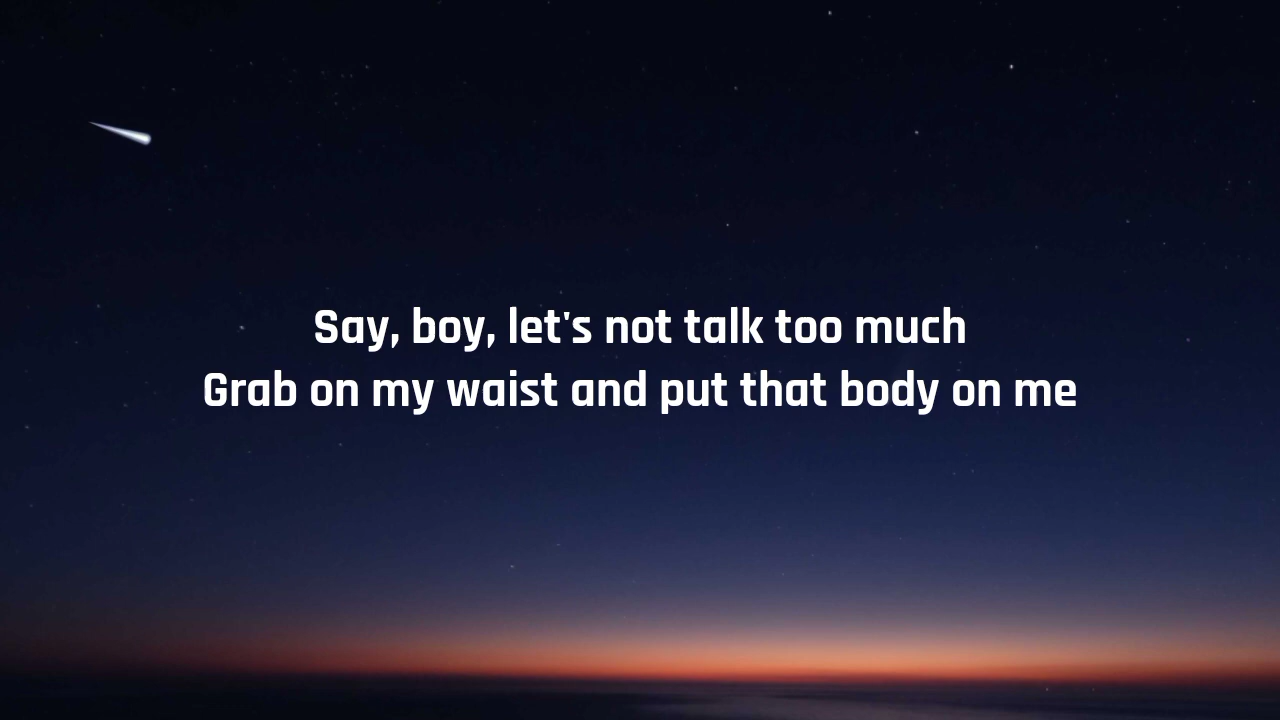 Say, boy, let's not talk too much
Grab on my waist and put that body on me